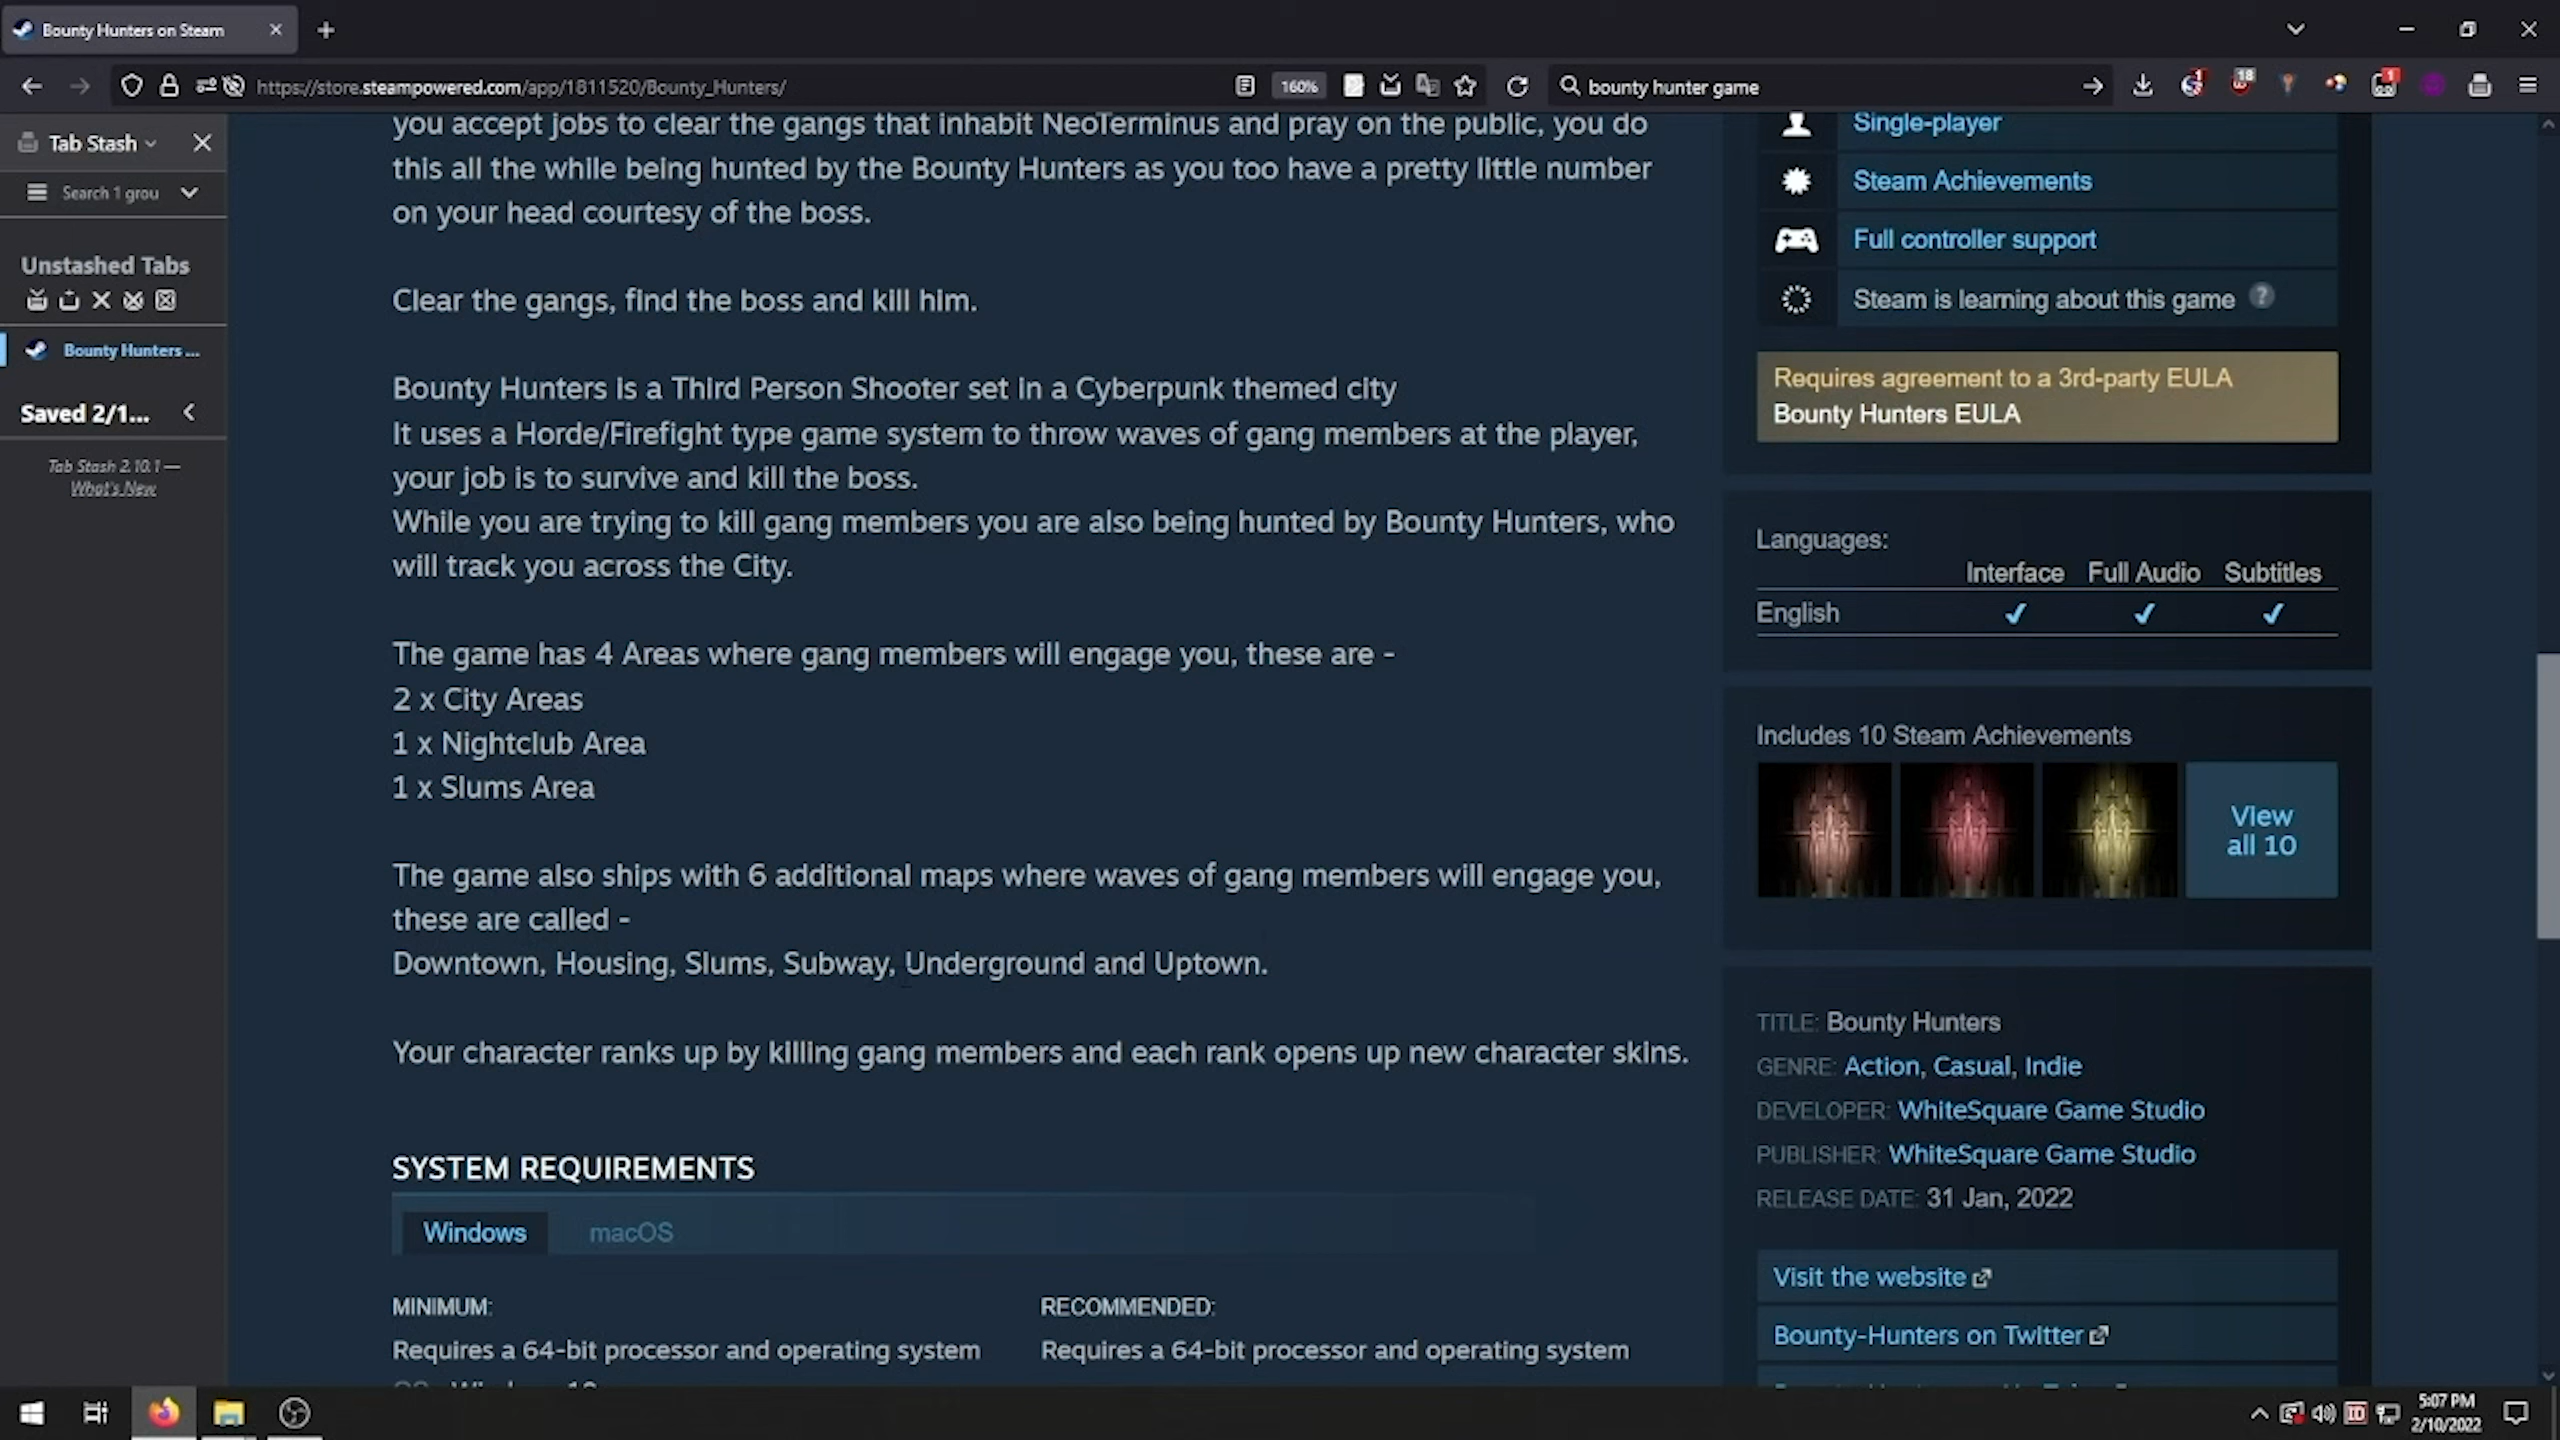 Bounty Hunters on Steam
https://store.steampowered.com/app/1811520/Bounty_Hunters/
160%
bounty hunter game
1
18
1
Tab Stash
Search 1 grou
Unstashed Tabs
Bounty Hunters ...
Saved 2/1...
Tab Stash 2.10.1 —
What's New
you accept jobs to clear the gangs that inhabit NeoTerminus and pray on the public, you do
this all the while being hunted by the Bounty Hunters as you too have a pretty little number
on your head courtesy of the boss.
Clear the gangs, find the boss and kill him.
Bounty Hunters is a Third Person Shooter set in a Cyberpunk themed city
It uses a Horde/Firefight type game system to throw waves of gang members at the player,
your job is to survive and kill the boss.
While you are trying to kill gang members you are also being hunted by Bounty Hunters, who
will track you across the City.
The game has 4 Areas where gang members will engage you, these are -
2 x City Areas
1 x Nightclub Area
1 x Slums Area
The game also ships with 6 additional maps where waves of gang members will engage you,
these are called -
Downtown, Housing, Slums, Subway, Underground and Uptown.
Your character ranks up by killing gang members and each rank opens up new character skins.
SYSTEM REQUIREMENTS
Windows
macOS
MINIMUM:
Requires a 64-bit processor and operating system
RECOMMENDED:
Requires a 64-bit processor and operating system
Single-player
Steam Achievements
Full controller support
Steam is learning about this game ?
Requires agreement to a 3rd-party EULA
Bounty Hunters EULA
Languages:
Interface Full Audio Subtitles
English ✔ ✔ ✔
Includes 10 Steam Achievements
View
all 10
TITLE: Bounty Hunters
GENRE: Action, Casual, Indie
DEVELOPER: WhiteSquare Game Studio
PUBLISHER: WhiteSquare Game Studio
RELEASE DATE: 31 Jan, 2022
Visit the website
Bounty-Hunters on Twitter
5:07 PM
2/10/2022